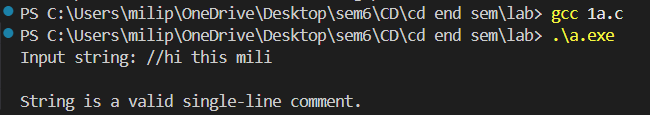 PS C:\Users\milip\OneDrive\Desktop\sem6\CD\cd end sem\lab> gcc 1a.c
PS C:\Users\milip\OneDrive\Desktop\sem6\CD\cd end sem\lab> .\a.exe
Input string: //hi this mili
String is a valid single-line comment.